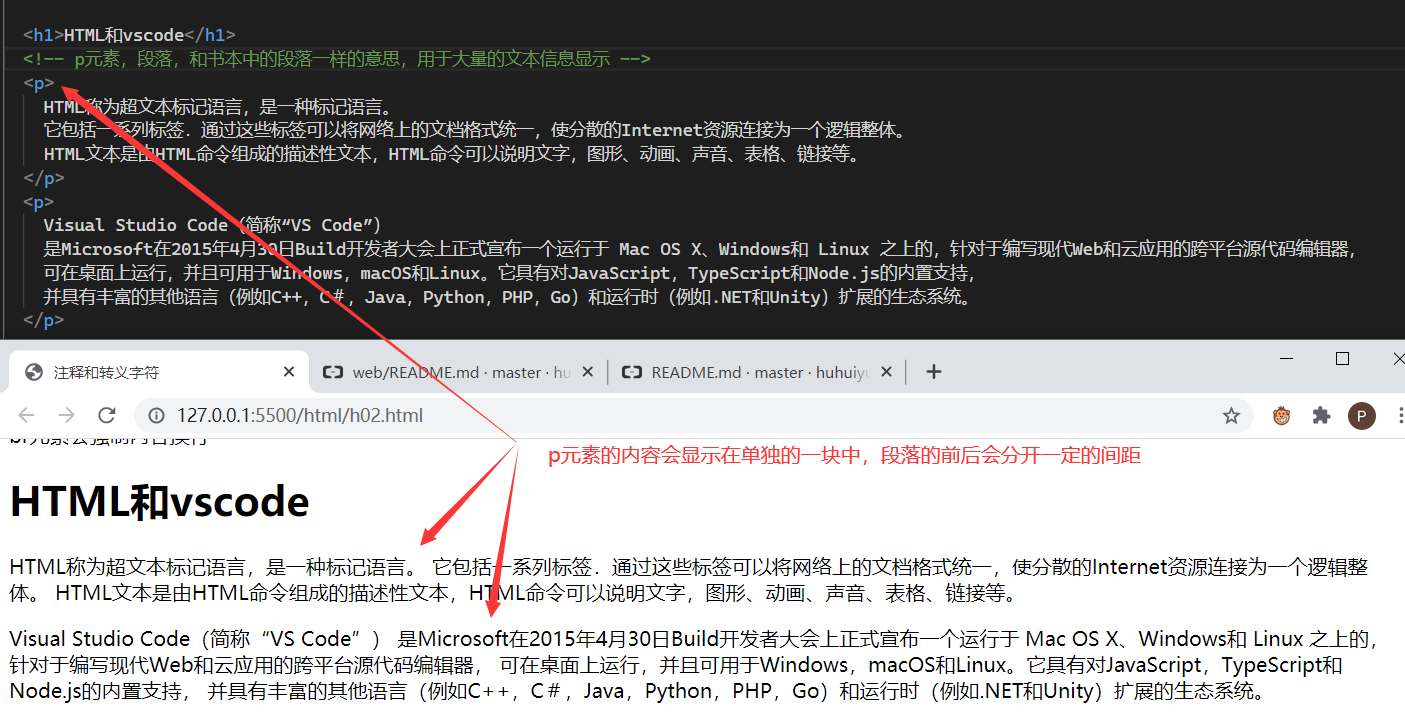 <h1>HTML和vscode</h1>
<!-- p元素，段落，和书本中的段落一样的意思，用于大量的文本信息显示 -->
<p>
HTML称为超文本标记语言，是一种标记语言。
它包括一系列标签．通过这些标签可以将网络上的文档格式统一，使分散的Internet资源连接为一个逻辑整体。
HTML文本是由HTML命令组成的描述性文本，HTML命令可以说明文字，图形、动画、声音、表格、链接等。
</p>
<p>
Visual Studio Code（简称“VS Code”）
是Microsoft在2015年4月30日Build开发者大会上正式宣布一个运行于 Mac OS X、Windows和 Linux 之上的，针对于编写现代Web和云应用的跨平台源代码编辑器，
可在桌面上运行，并且可用于Windows，macOS和Linux。它具有对JavaScript，TypeScript和Node.js的内置支持，
并具有丰富的其他语言（例如C++，C＃，Java，Python，PHP，Go）和运行时（例如.NET和Unity）扩展的生态系统。
</p>
注释和转义字符
web/README.md · master · hu
README.md · master · huhuiyu
127.0.0.1:5500/html/h02.html
P
br元素会强制内容换行
p元素的内容会显示在单独的一块中，段落的前后会分开一定的间距
HTML和vscode
HTML称为超文本标记语言，是一种标记语言。 它包括一系列标签．通过这些标签可以将网络上的文档格式统一，使分散的Internet资源连接为一个逻辑整
体。 HTML文本是由HTML命令组成的描述性文本，HTML命令可以说明文字，图形、动画、声音、表格、链接等。
Visual Studio Code（简称“VS Code”） 是Microsoft在2015年4月30日Build开发者大会上正式宣布一个运行于 Mac OS X、Windows和 Linux 之上的，
针对于编写现代Web和云应用的跨平台源代码编辑器， 可在桌面上运行，并且可用于Windows，macOS和Linux。它具有对JavaScript，TypeScript和
Node.js的内置支持， 并具有丰富的其他语言（例如C++，C＃，Java，Python，PHP，Go）和运行时（例如.NET和Unity）扩展的生态系统。